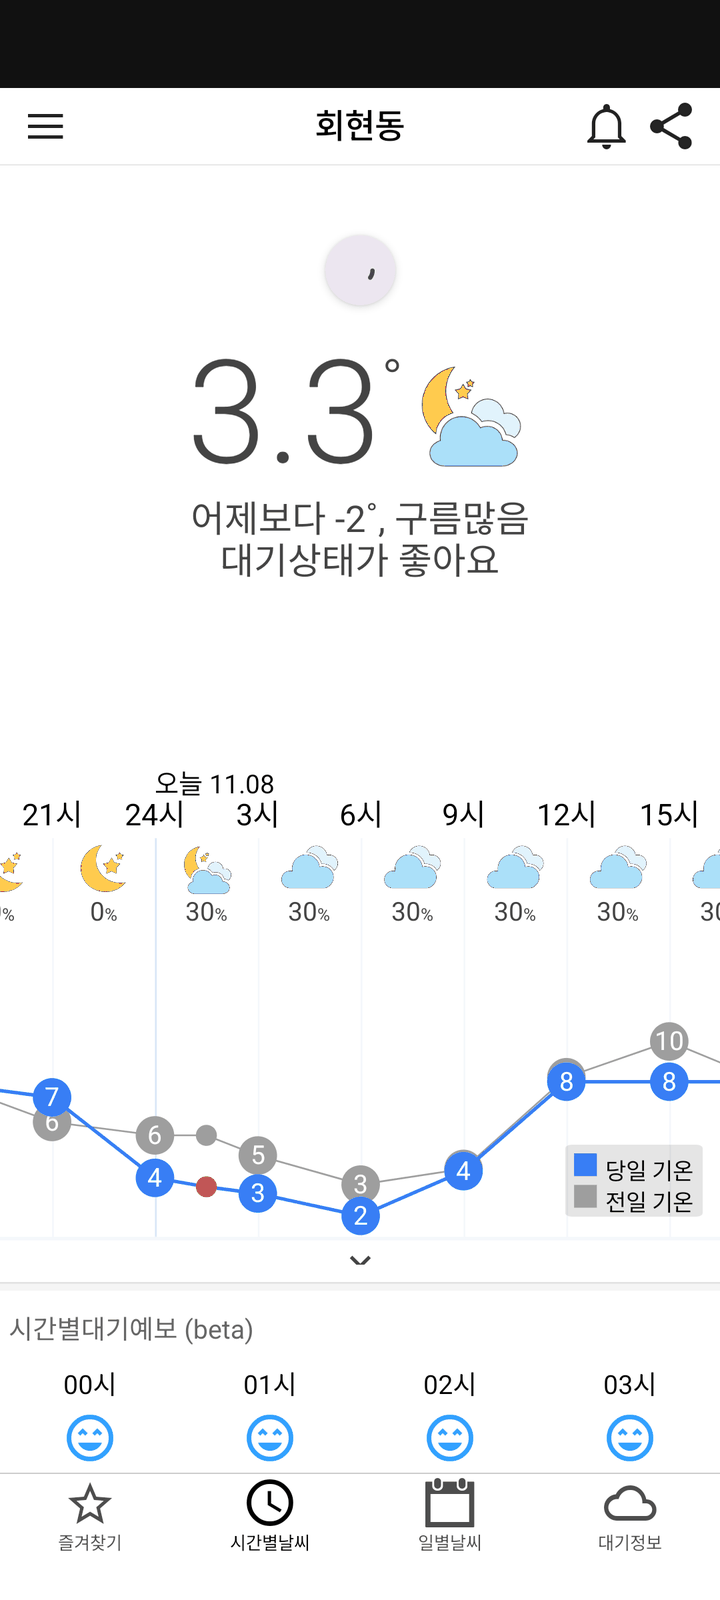 회현동
3.3°
어제보다 -2°, 구름많음
대기상태가 좋아요
오늘 11.08
21시 24시 3시 6시 9시 12시 15시
0% 30% 30% 30% 30% 30%
10
7 6 6 4 5 3 3 2 4 8 8
당일 기온
전일 기온
시간별대기예보 (beta)
00시 01시 02시 03시
즐겨찾기 시간별날씨 일별날씨 대기정보